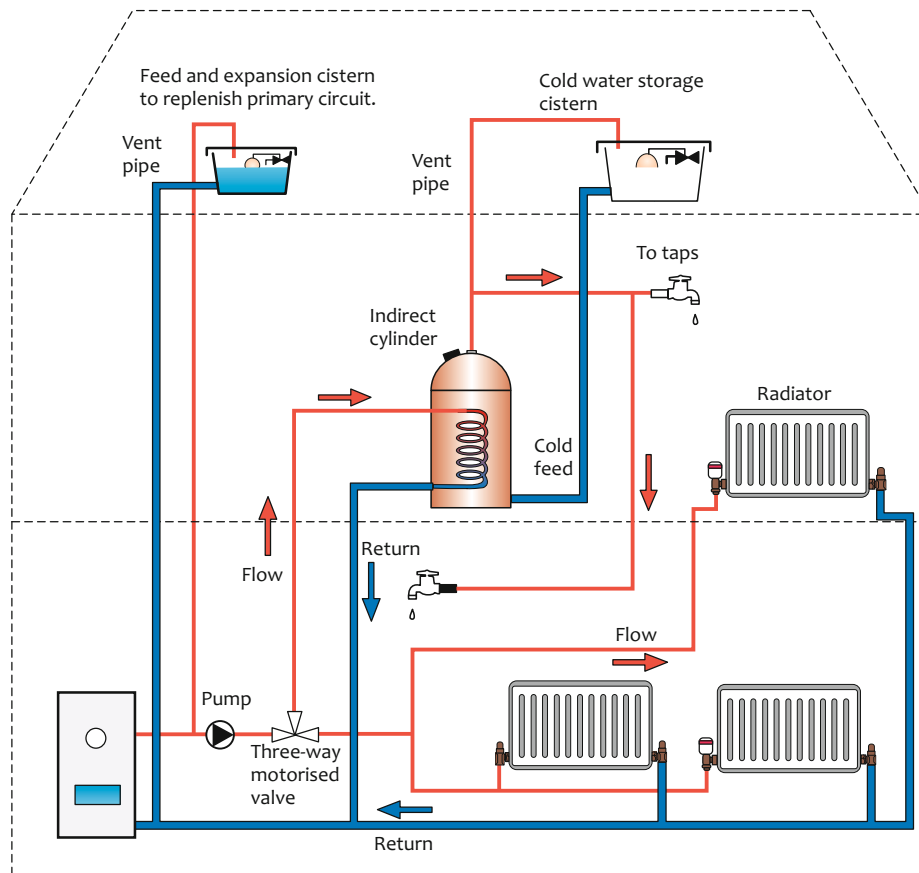 Feed and expansion cistern
to replenish primary circuit.
Cold water storage
cistern
Vent
pipe
Vent
pipe
To taps
Indirect
cylinder
Radiator
Cold
feed
Return
Flow
Flow
Pump
Three-way
motorised
valve
Return